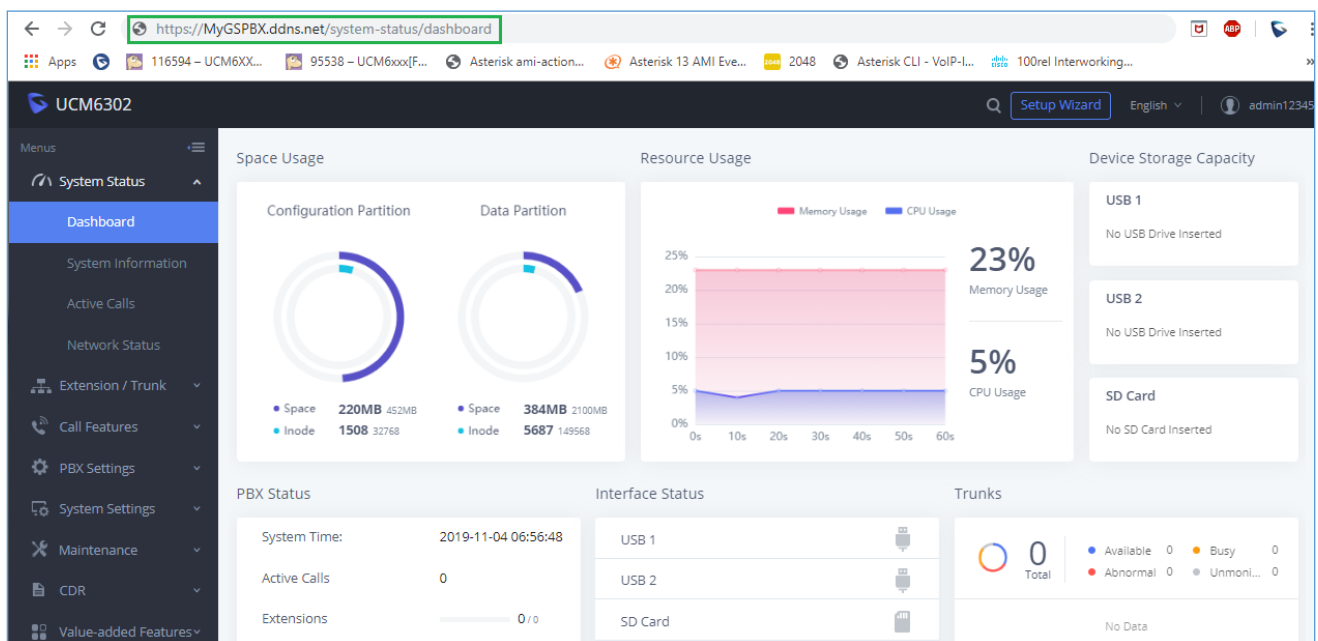 https://MyGSPBX.ddns.net/system-status/dashboard
ABP
Apps 116594 – UCM6XX... 95538 – UCM6xxx[F... Asterisk ami-action... Asterisk 13 AMI Eve... 2048 2048 Asterisk CLI - VoIP-I... cisco 100rel Interworking... »
UCM6302
Setup Wizard English admin12345
Menus
System Status
Dashboard
System Information
Active Calls
Network Status
Extension / Trunk
Call Features
PBX Settings
System Settings
Maintenance
CDR
Value-added Features
Space Usage
Configuration Partition Data Partition
Space 220MB 452MB
Inode 1508 32768
Space 384MB 2100MB
Inode 5687 149568
Resource Usage
Memory Usage CPU Usage
25%
20%
15%
10%
5%
0%
0s 10s 20s 30s 40s 50s 60s
23%
Memory Usage
5%
CPU Usage
Device Storage Capacity
USB 1
No USB Drive Inserted
USB 2
No USB Drive Inserted
SD Card
No SD Card Inserted
PBX Status
System Time: 2019-11-04 06:56:48
Active Calls 0
Extensions 0 / 0
Interface Status
USB 1
USB 2
SD Card
Trunks
0
Total
Available 0 Busy 0
Abnormal 0 Unmoni... 0
No Data